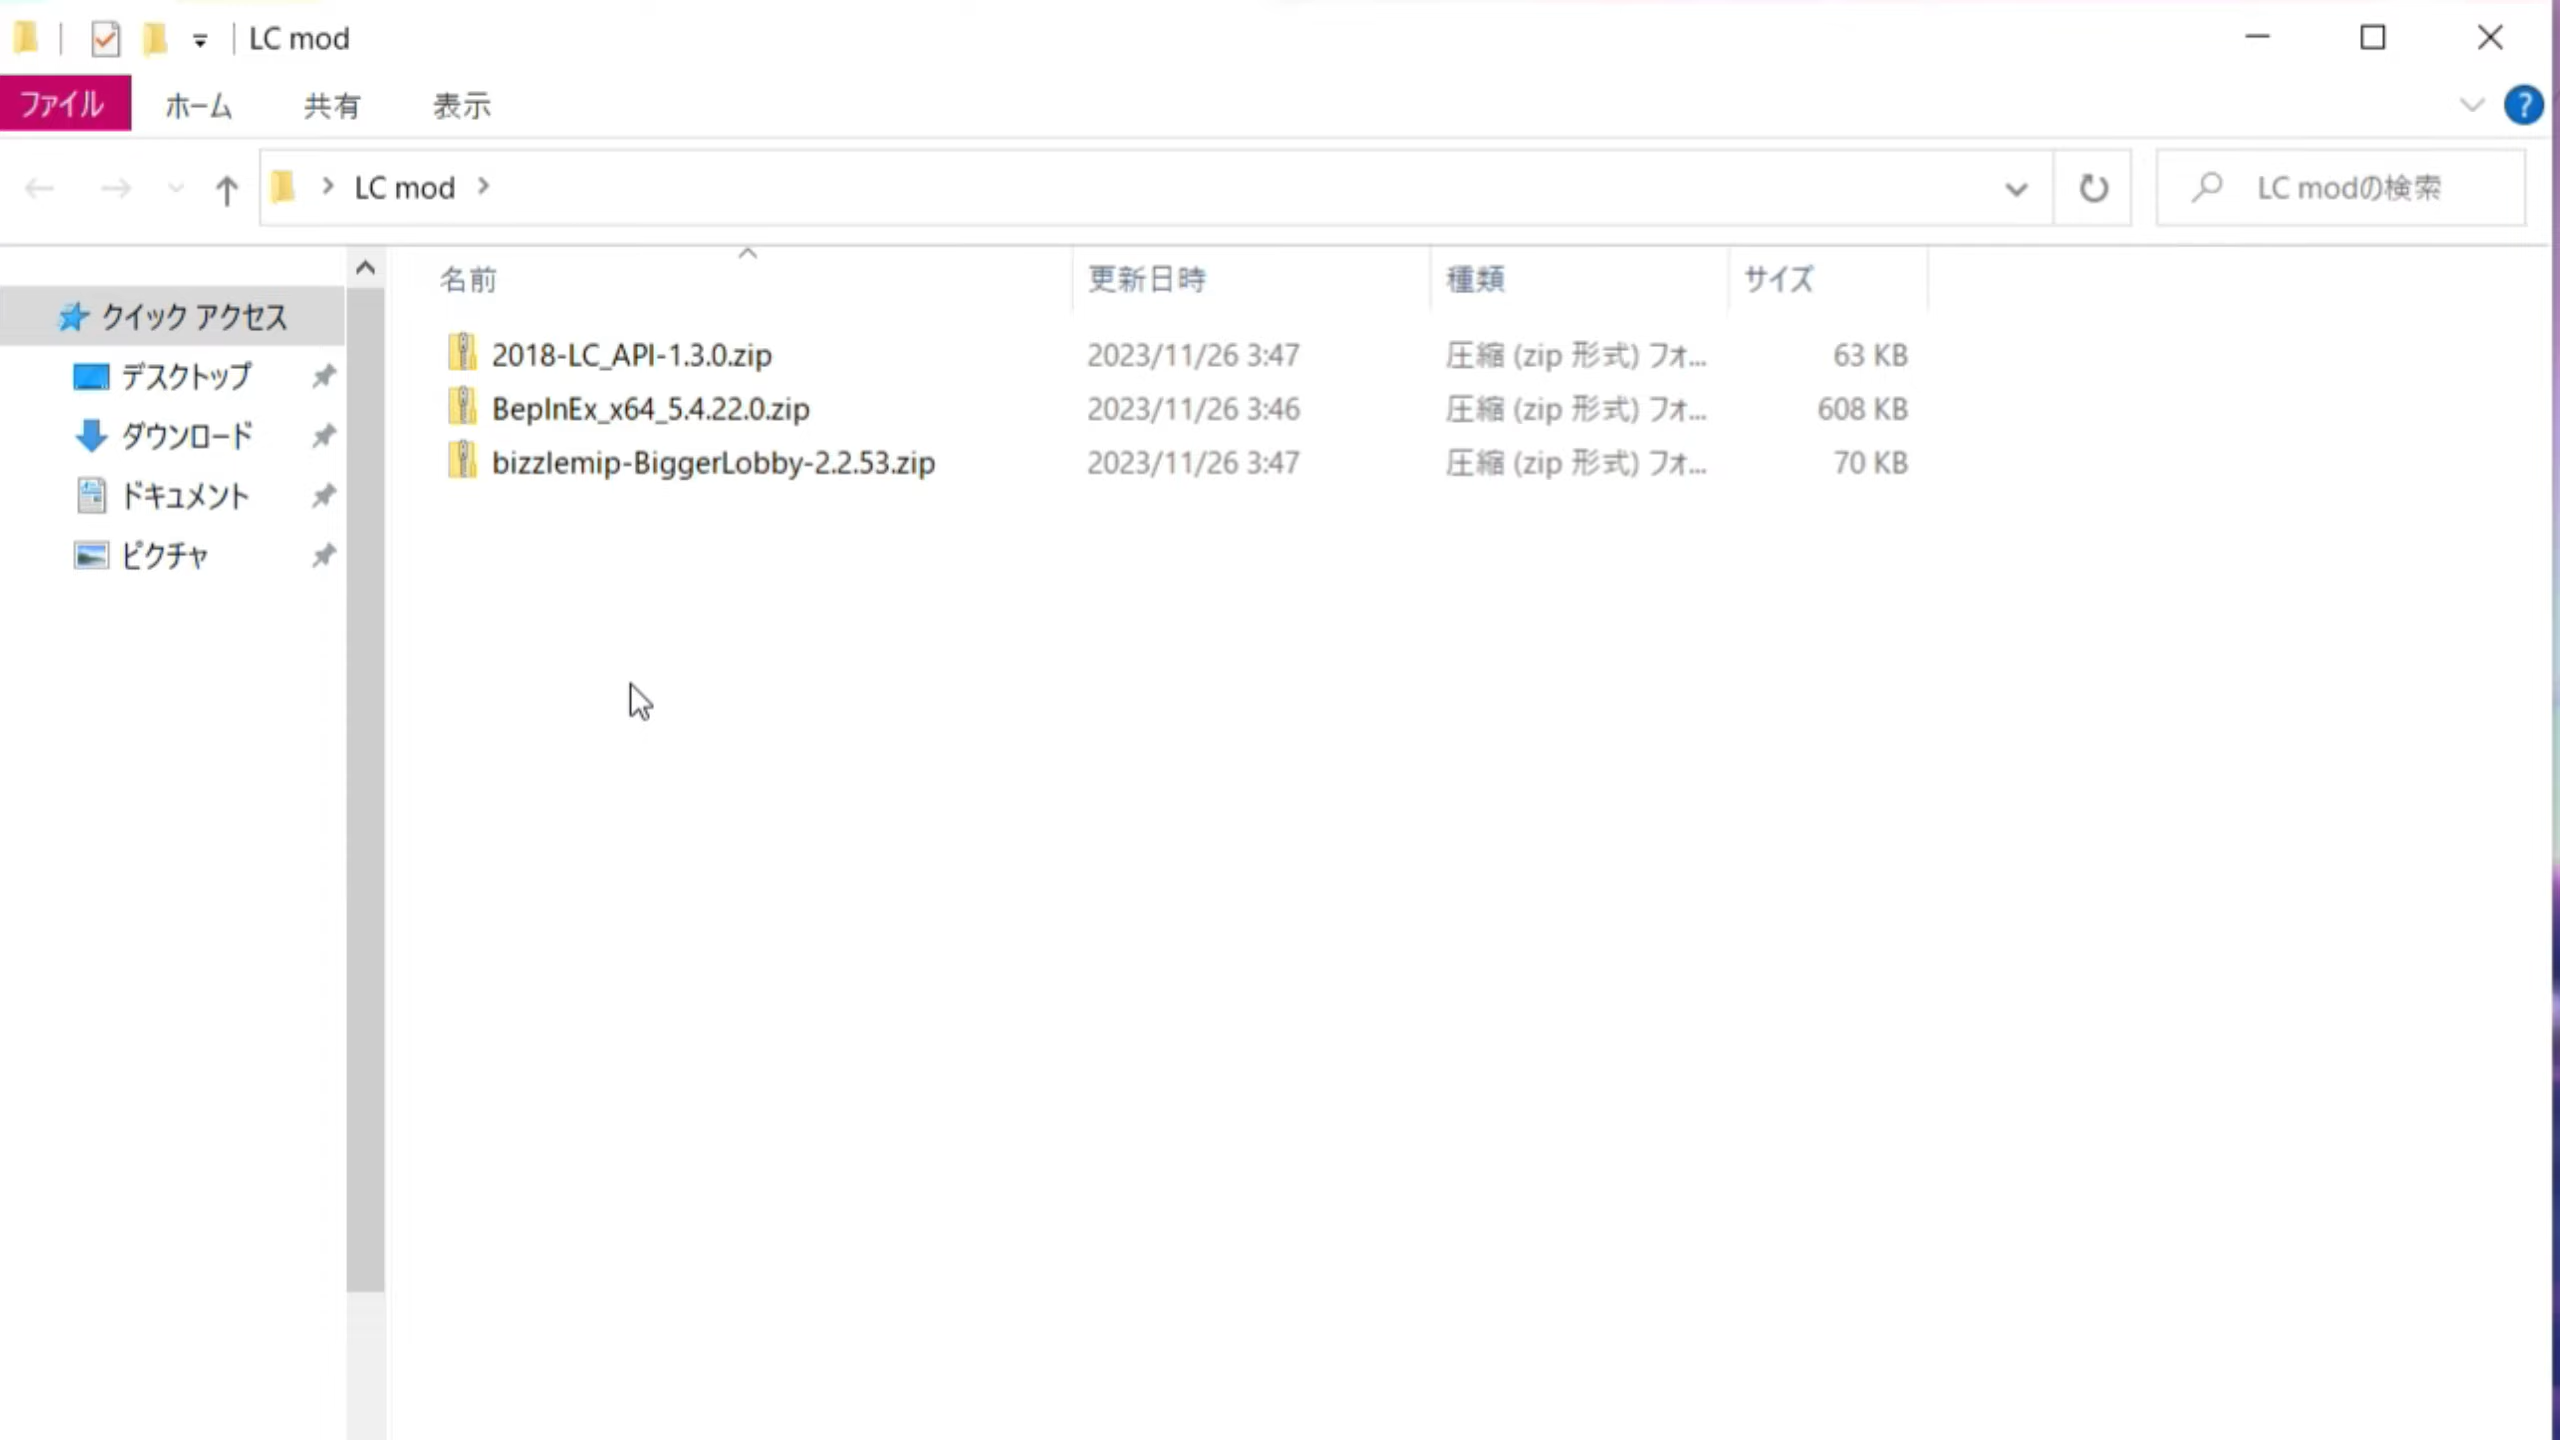 LC mod
ファイル ホーム 共有 表示 ?
LC mod LC modの検索
名前 更新日時 種類 サイズ
クイック アクセス
デスクトップ
ダウンロード
ドキュメント
ピクチャ
2018-LC_API-1.3.0.zip 2023/11/26 3:47 圧縮 (zip 形式) フォ... 63 KB
BepInEx_x64_5.4.22.0.zip 2023/11/26 3:46 圧縮 (zip 形式) フォ... 608 KB
bizzlemip-BiggerLobby-2.2.53.zip 2023/11/26 3:47 圧縮 (zip 形式) フォ... 70 KB